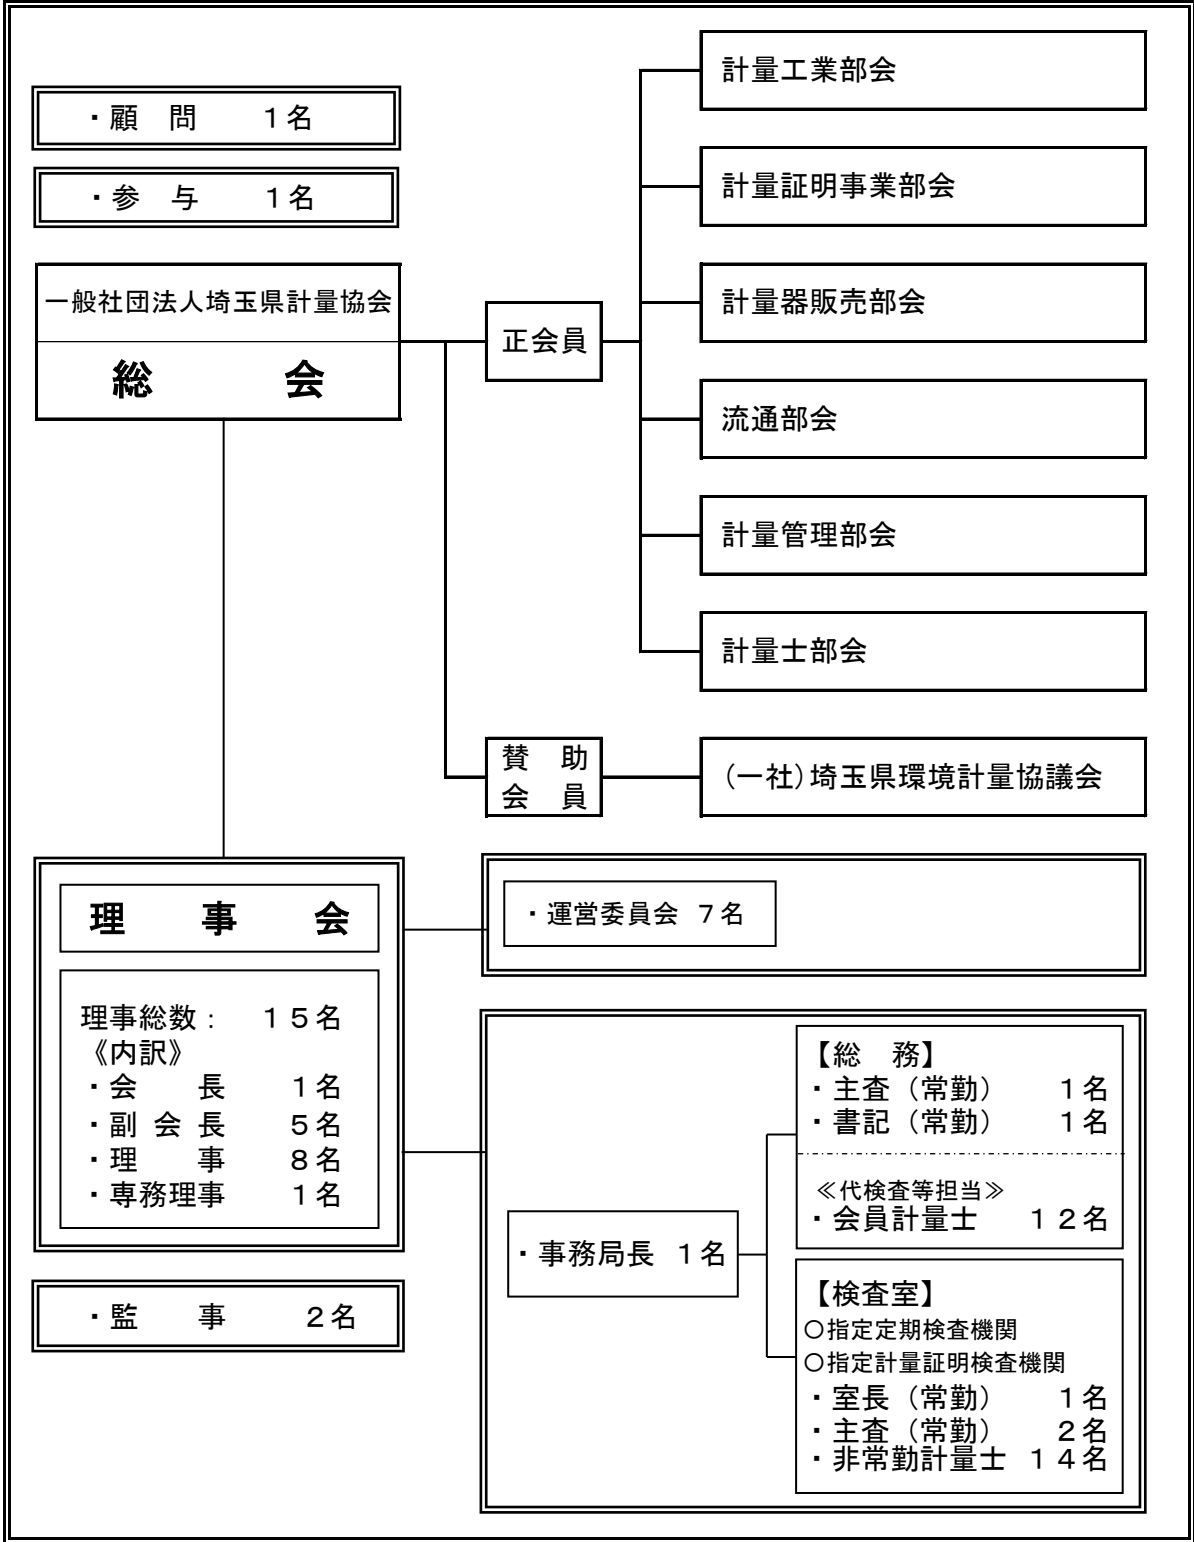 ・顧　問　　1名
・参　与　　1名
一般社団法人埼玉県計量協会
総　　　会
正会員
計量工業部会
計量証明事業部会
計量器販売部会
流通部会
計量管理部会
計量士部会
賛　助
会　員
（一社）埼玉県環境計量協議会
理　事　会
理事総数：　１５名
《内訳》
・会　　長　　１名
・副 会 長　　５名
・理　　事　　８名
・専務理事　　１名
・監　　事　　２名
・運営委員会　７名
・事務局長　１名
【総　務】
・主査（常勤）　　１名
・書記（常勤）　　１名
≪代検査等担当≫
・会員計量士　１２名
【検査室】
○指定定期検査機関
○指定計量証明検査機関
・室長（常勤）　　１名
・主査（常勤）　　２名
・非常勤計量士　１４名